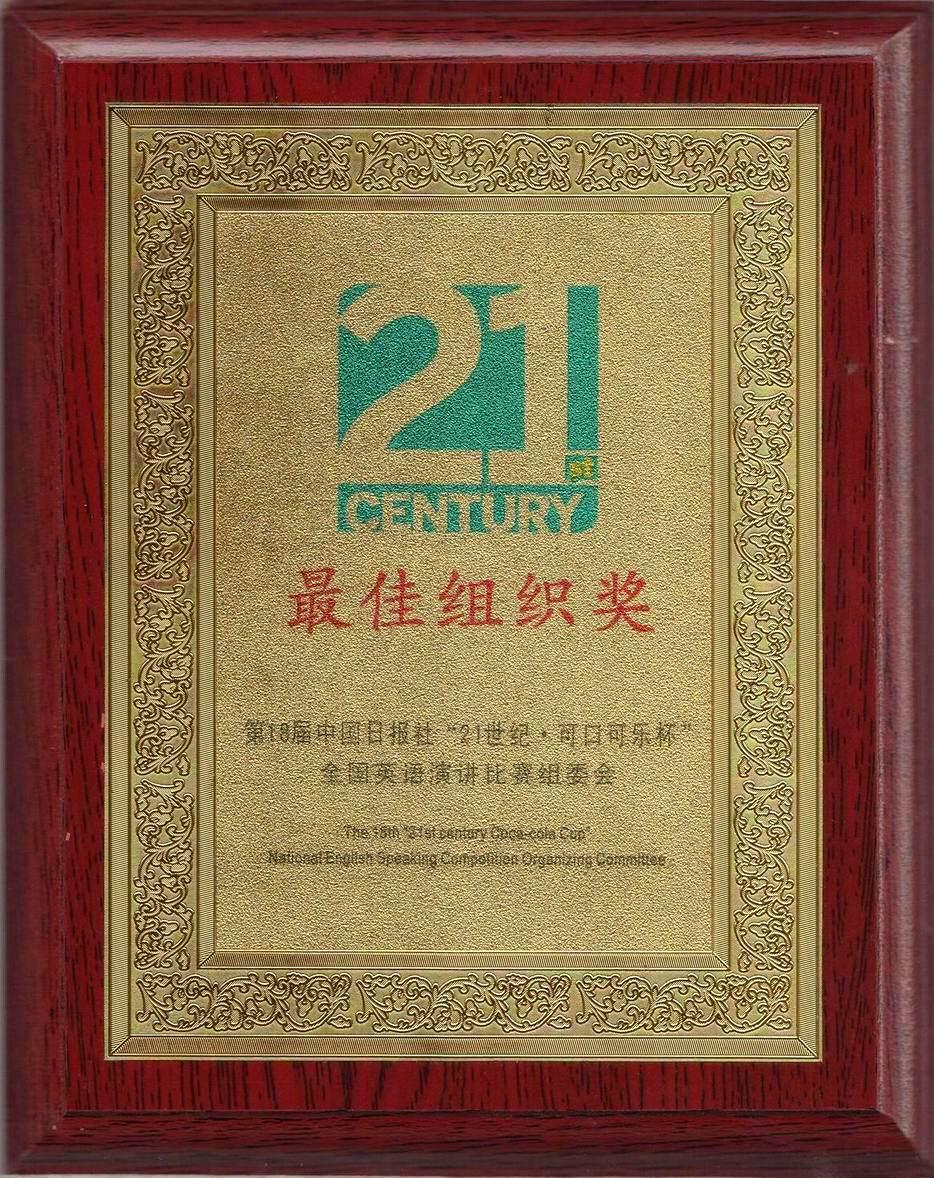 21
st
CENTURY
最佳组织奖
第18届中国日报社“21世纪·可口可乐杯”
全国英语演讲比赛组委会
The 18th "21st century Coca-cola Cup"
National English Speaking Competition Organizing Committee